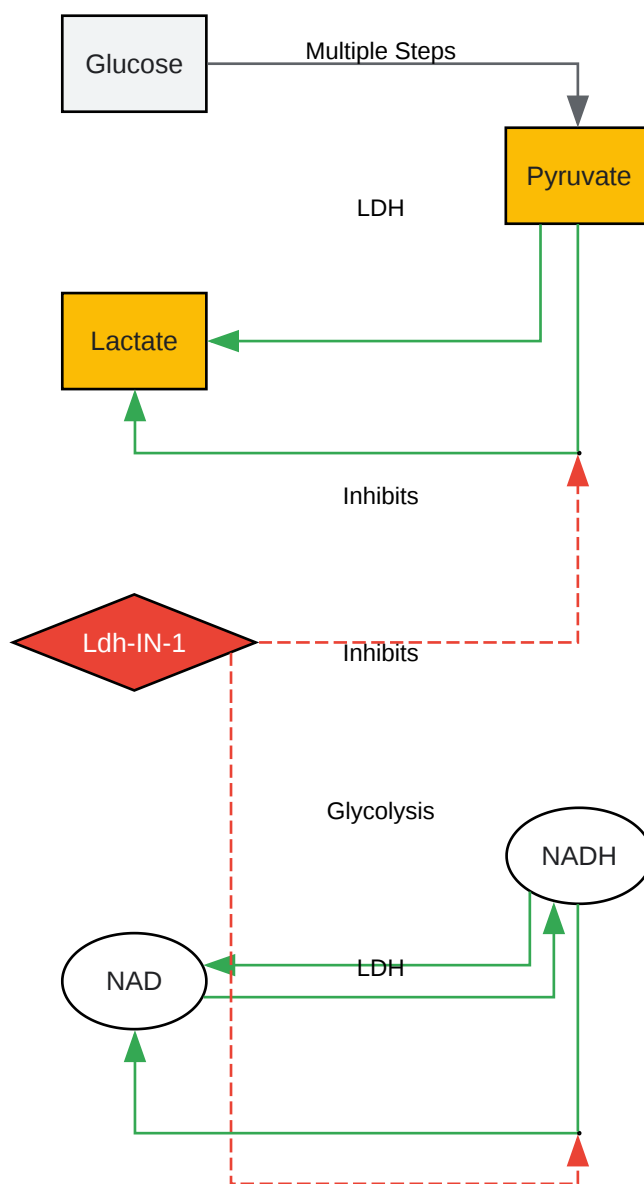 Multiple Steps
Glucose
Pyruvate
LDH
Lactate
Inhibits
Ldh-IN-1
Inhibits
Glycolysis
NADH
LDH
NAD